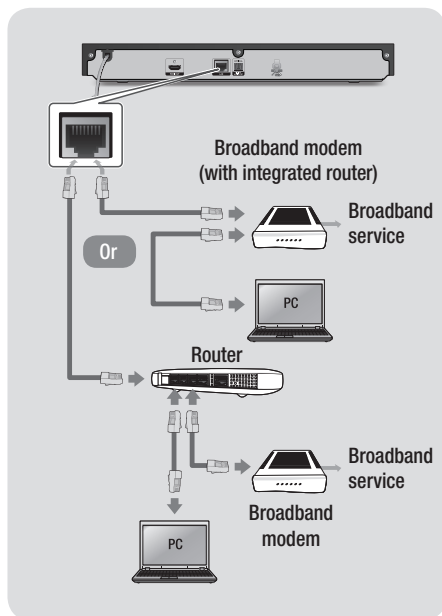 Broadband modem
(with integrated router)
Broadband
service
Or
PC
Router
Broadband
service
Broadband
modem
PC